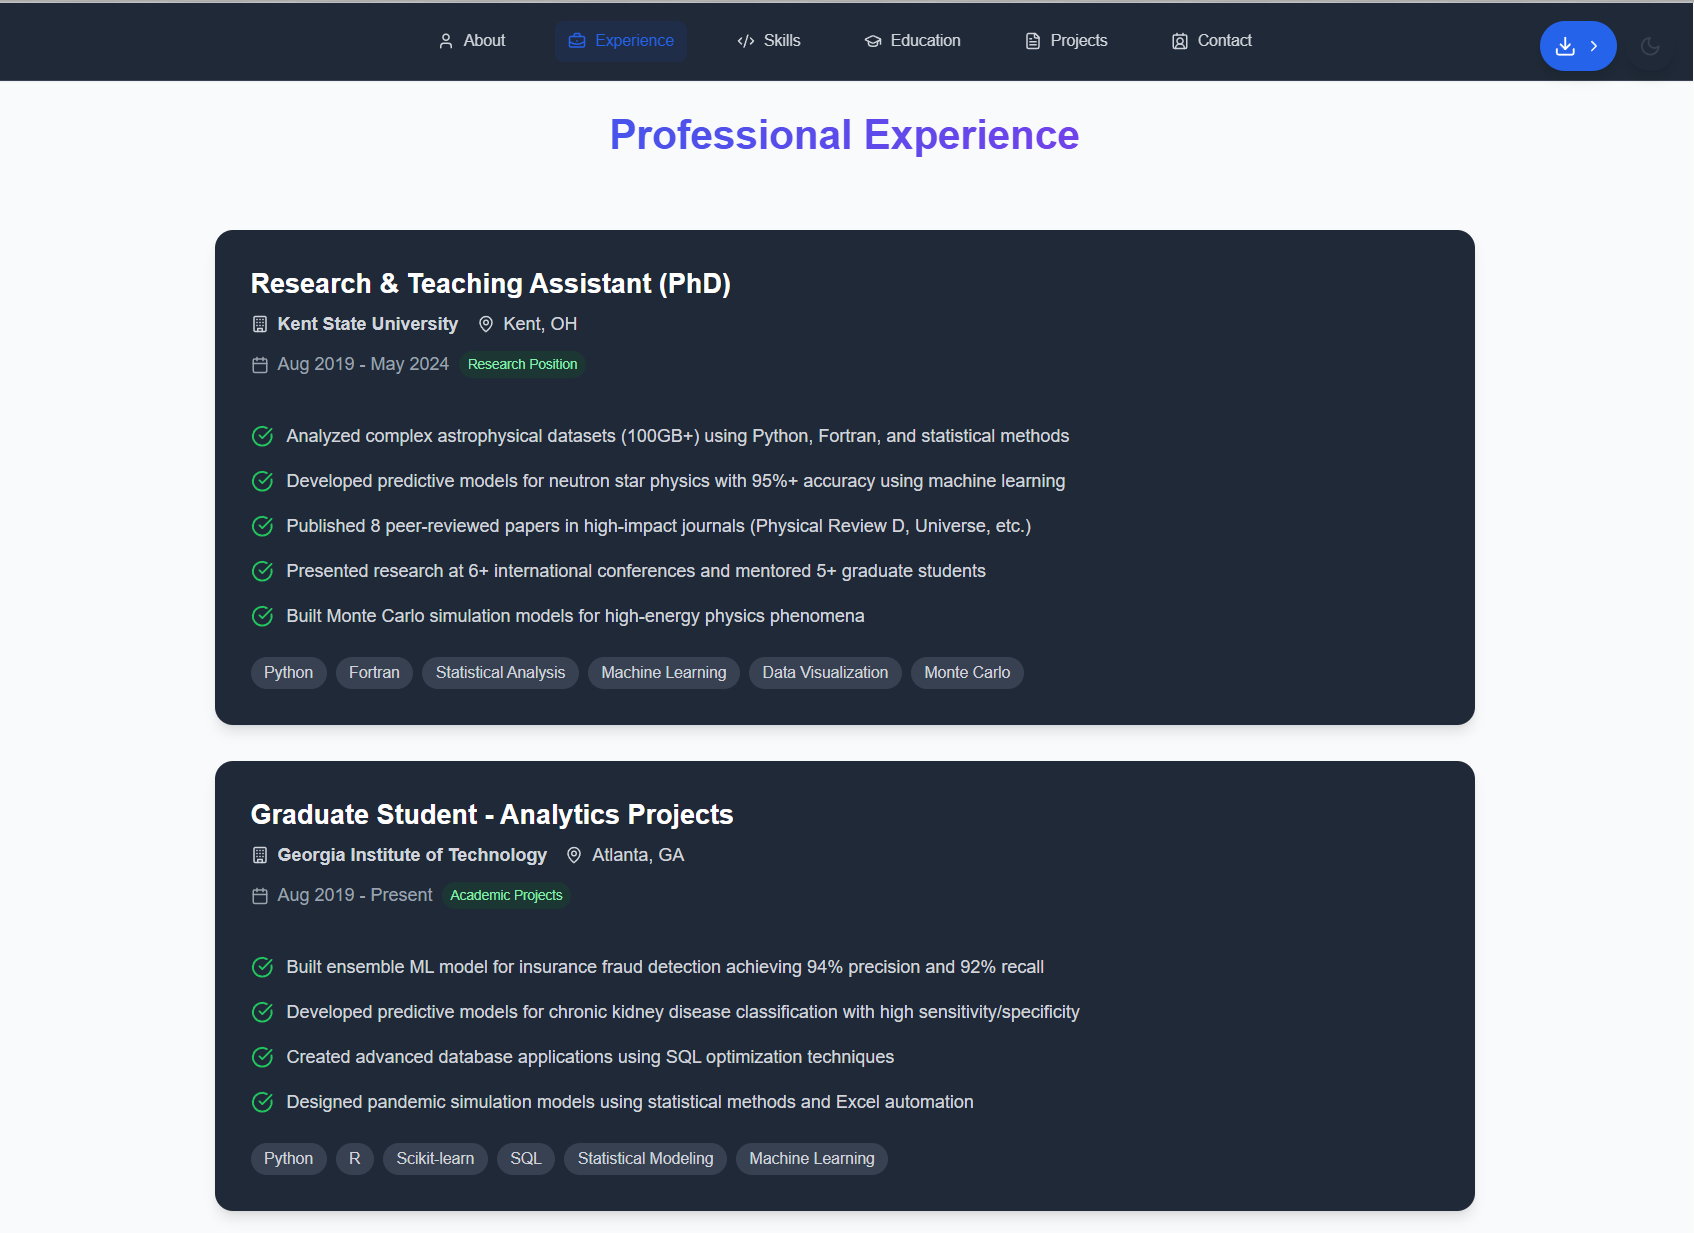 About Experience Skills Education Projects Contact
Professional Experience
Research & Teaching Assistant (PhD)
Kent State University Kent, OH
Aug 2019 - May 2024 Research Position
Analyzed complex astrophysical datasets (100GB+) using Python, Fortran, and statistical methods
Developed predictive models for neutron star physics with 95%+ accuracy using machine learning
Published 8 peer-reviewed papers in high-impact journals (Physical Review D, Universe, etc.)
Presented research at 6+ international conferences and mentored 5+ graduate students
Built Monte Carlo simulation models for high-energy physics phenomena
Python Fortran Statistical Analysis Machine Learning Data Visualization Monte Carlo
Graduate Student - Analytics Projects
Georgia Institute of Technology Atlanta, GA
Aug 2019 - Present Academic Projects
Built ensemble ML model for insurance fraud detection achieving 94% precision and 92% recall
Developed predictive models for chronic kidney disease classification with high sensitivity/specificity
Created advanced database applications using SQL optimization techniques
Designed pandemic simulation models using statistical methods and Excel automation
Python R Scikit-learn SQL Statistical Modeling Machine Learning